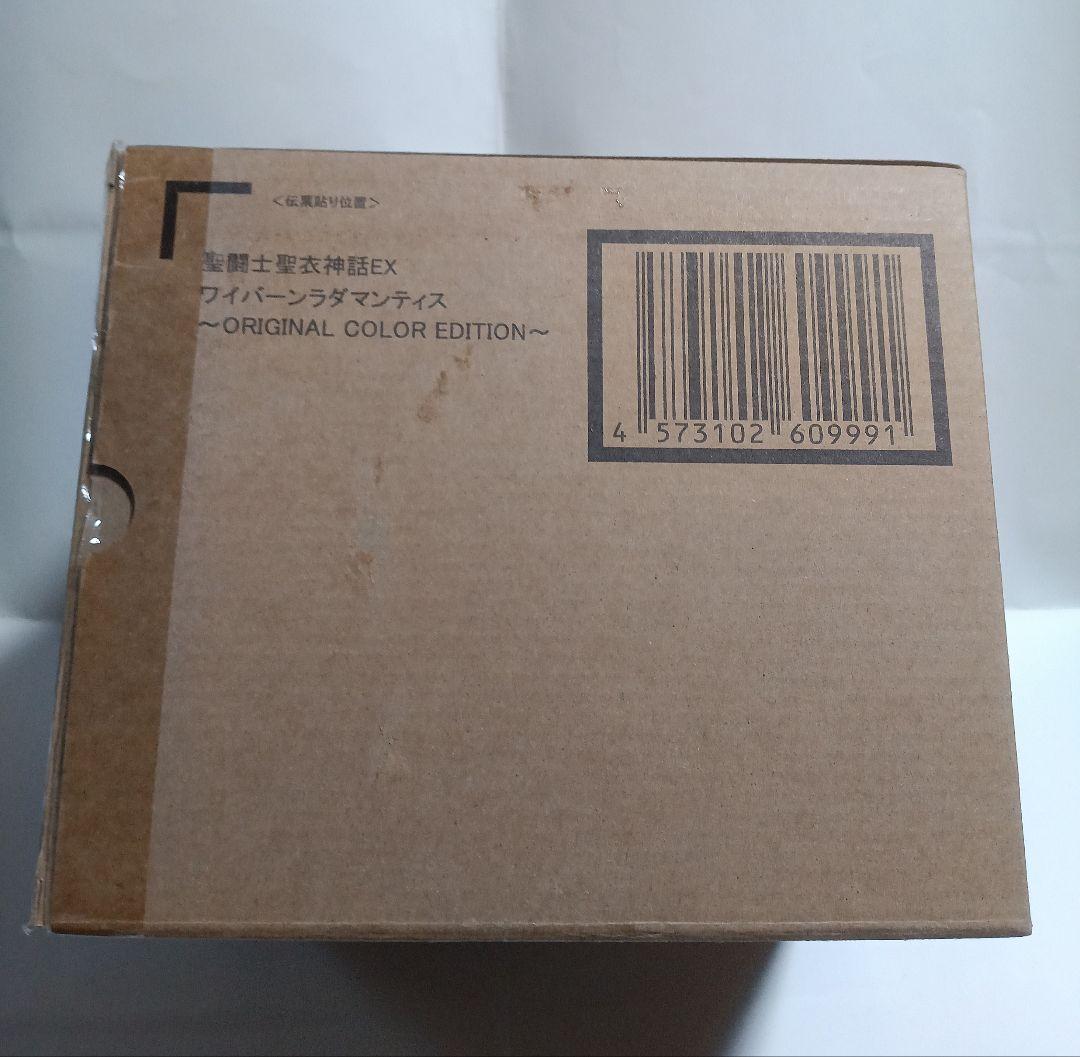 <伝票貼り位置>
聖闘士聖衣神話EX
ワイバーンラダマンティス
～ORIGINAL COLOR EDITION～
4 573102 609991